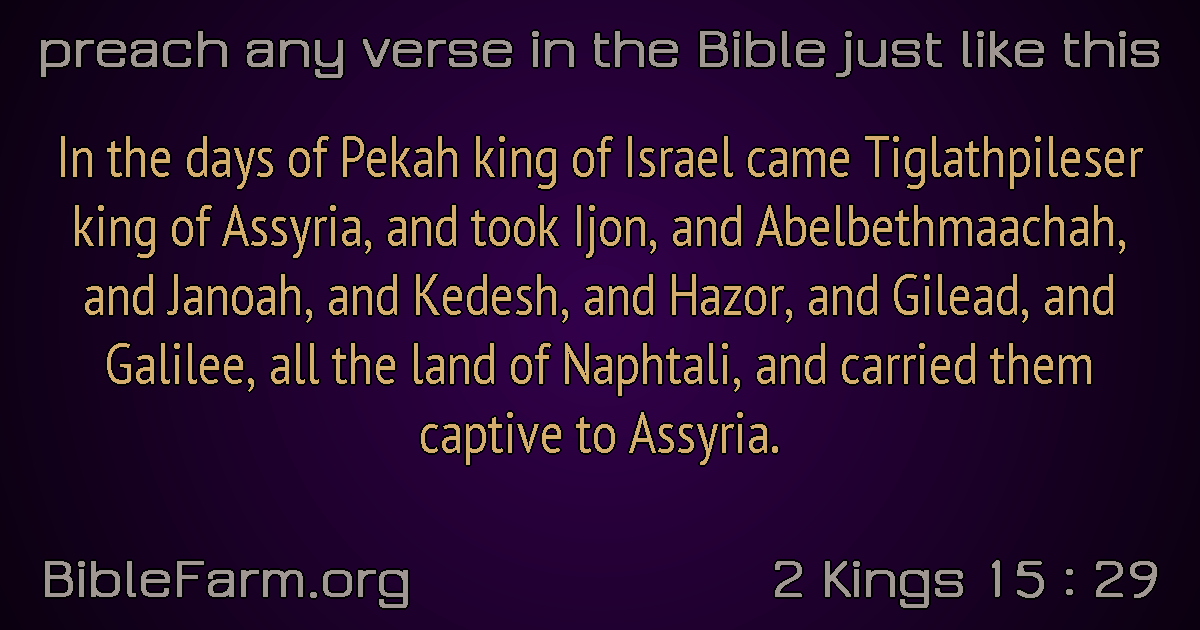 preach any verse in the Bible just like this
In the days of Pekah king of Israel came Tiglathpileser
king of Assyria, and took Ijon, and Abelbethmaachah,
and Janoah, and Kedesh, and Hazor, and Gilead, and
Galilee, all the land of Naphtali, and carried them
captive to Assyria.
BibleFarm.org
2 Kings 15 : 29